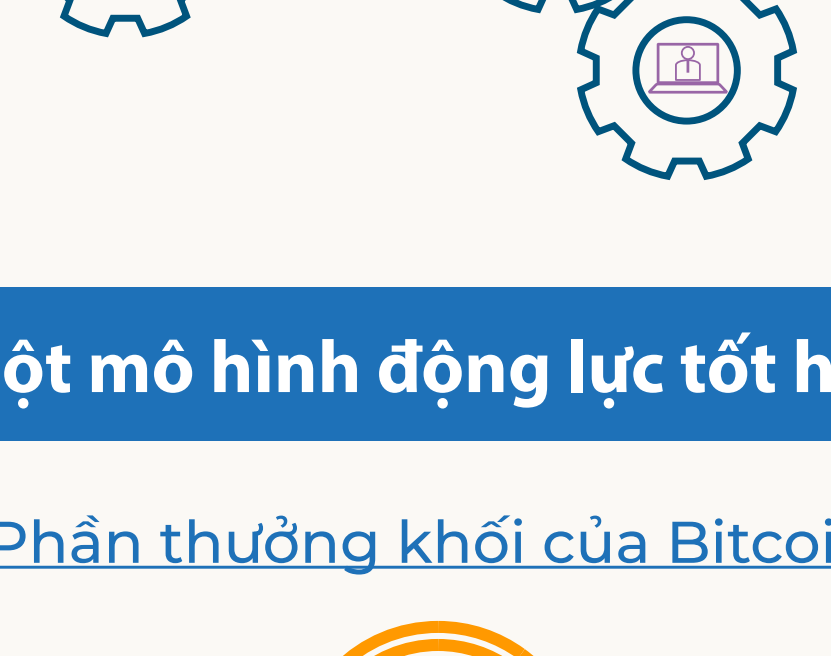 ột mô hình động lực tốt h
Phần thưởng khối của Bitcoi